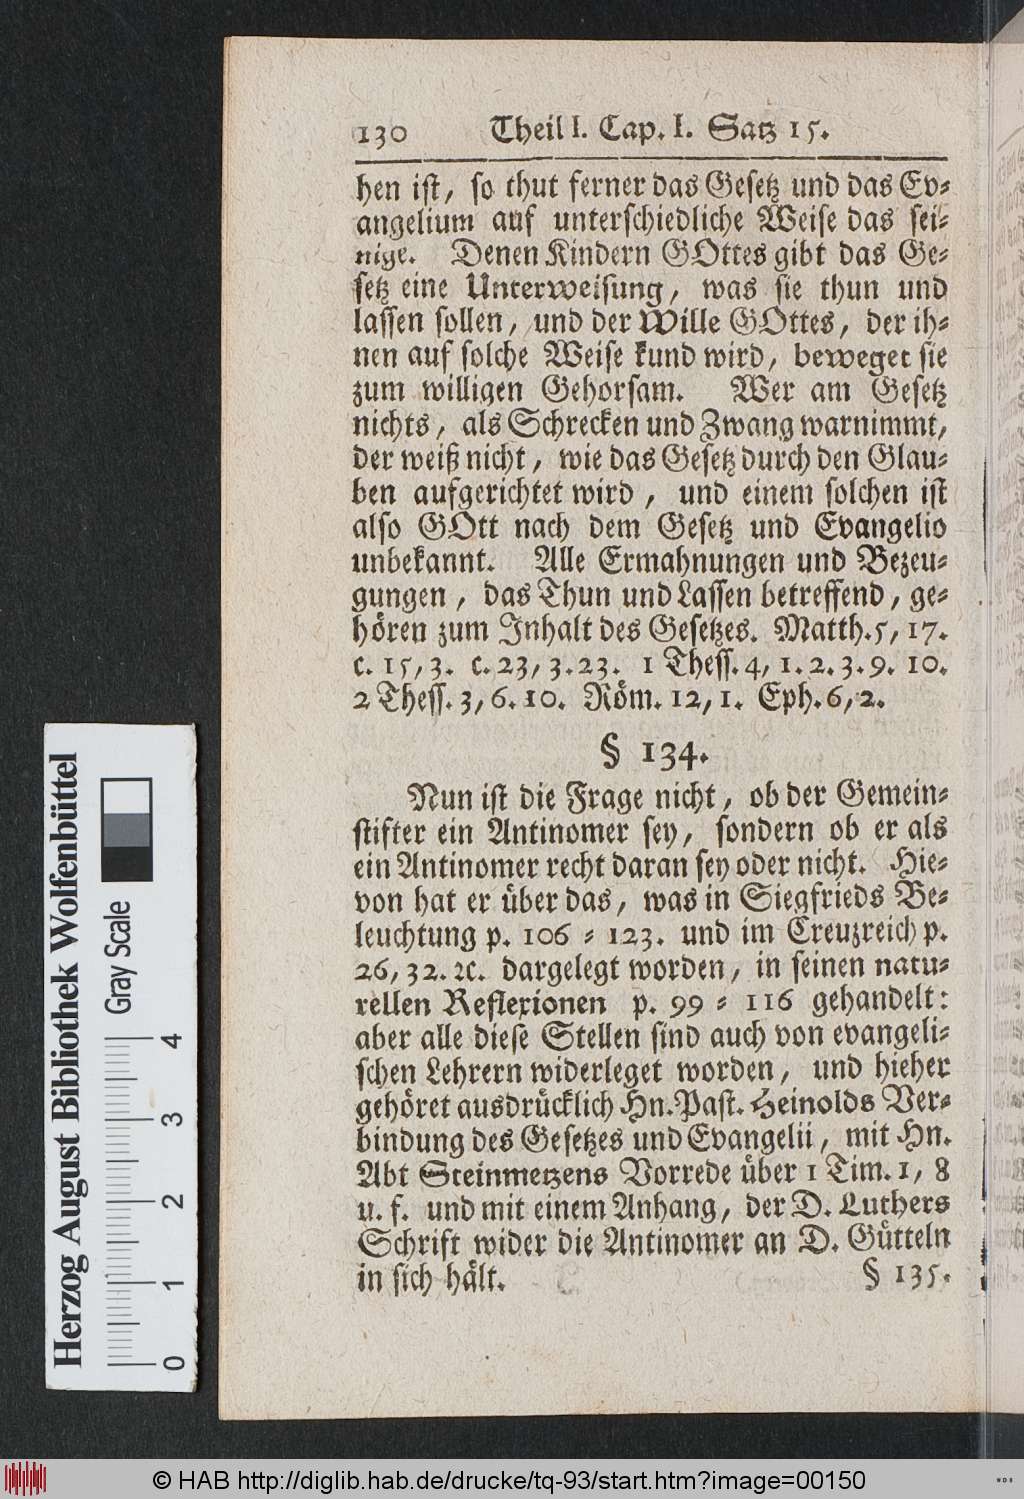 130 Theil I. Cap. I. Satz 15.
hen ist, so thut ferner das Gesetz und das Ev-
angelium auf unterschiedliche Weise das sei-
nige. Denen Kindern GOttes gibt das Ge-
setz eine Unterweisung, was sie thun und
lassen sollen, und der Wille GOttes, der ih-
nen auf solche Weise kund wird, beweget sie
zum willigen Gehorsam. Wer am Gesetz
nichts, als Schrecken und Zwang warnimmt,
der weiß nicht, wie das Gesetz durch den Glau-
ben aufgerichtet wird, und einem solchen ist
also GOtt nach dem Gesetz und Evangelio
unbekannt. Alle Ermahnungen und Bezeu-
gungen, das Thun und Lassen betreffend, ge-
hören zum Inhalt des Gesetzes. Matth. 5, 17.
c. 15, 3. c. 23, 3. 23. 1 Thess. 4, 1. 2. 3. 9. 10.
2 Thess. 3, 6. 10. Röm. 12, 1. Eph. 6, 2.
§ 134.
Nun ist die Frage nicht, ob der Gemein-
stifter ein Antinomer sey, sondern ob er als
ein Antinomer recht daran sey oder nicht. Hie-
von hat er über das, was in Siegfrieds Be-
leuchtung p. 106 - 123. und im Creuzreich p.
26, 32. ꝛc. dargelegt worden, in seinen natu-
rellen Reflexionen p. 99 - 116 gehandelt:
aber alle diese Stellen sind auch von evangeli-
schen Lehrern widerleget worden, und hieher
gehöret ausdrücklich Hn. Past. Heinolds Ver-
bindung des Gesetzes und Evangelii, mit Hn.
Abt Steinmetzens Vorrede über 1 Tim. 1, 8
u. f. und mit einem Anhang, der D. Luthers
Schrift wider die Antinomer an D. Gütteln
in sich hält. § 135.
Herzog August Bibliothek Wolfenbüttel
Gray Scale
0 1 2 3 4
© HAB http://diglib.hab.de/drucke/tq-93/start.htm?image=00150